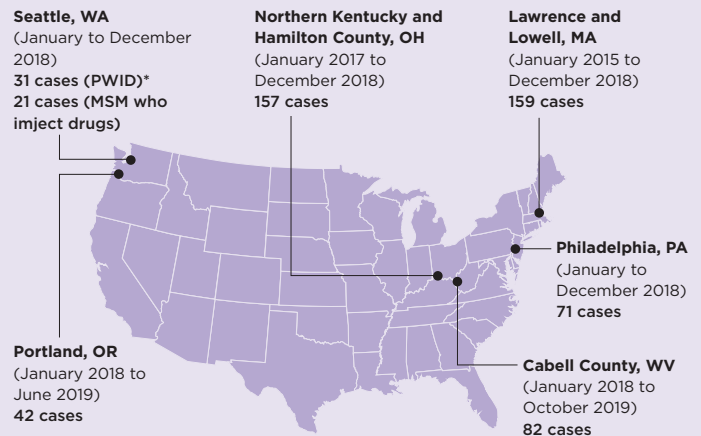 Seattle, WA
(January to December
2018)
31 cases (PWID)*
21 cases (MSM who
imject drugs)
Northern Kentucky and
Hamilton County, OH
(January 2017 to
December 2018)
157 cases
Lawrence and
Lowell, MA
(January 2015 to
December 2018)
159 cases
Philadelphia, PA
(January to
December 2018)
71 cases
Portland, OR
(January 2018 to
June 2019)
42 cases
Cabell County, WV
(January 2018 to
October 2019)
82 cases